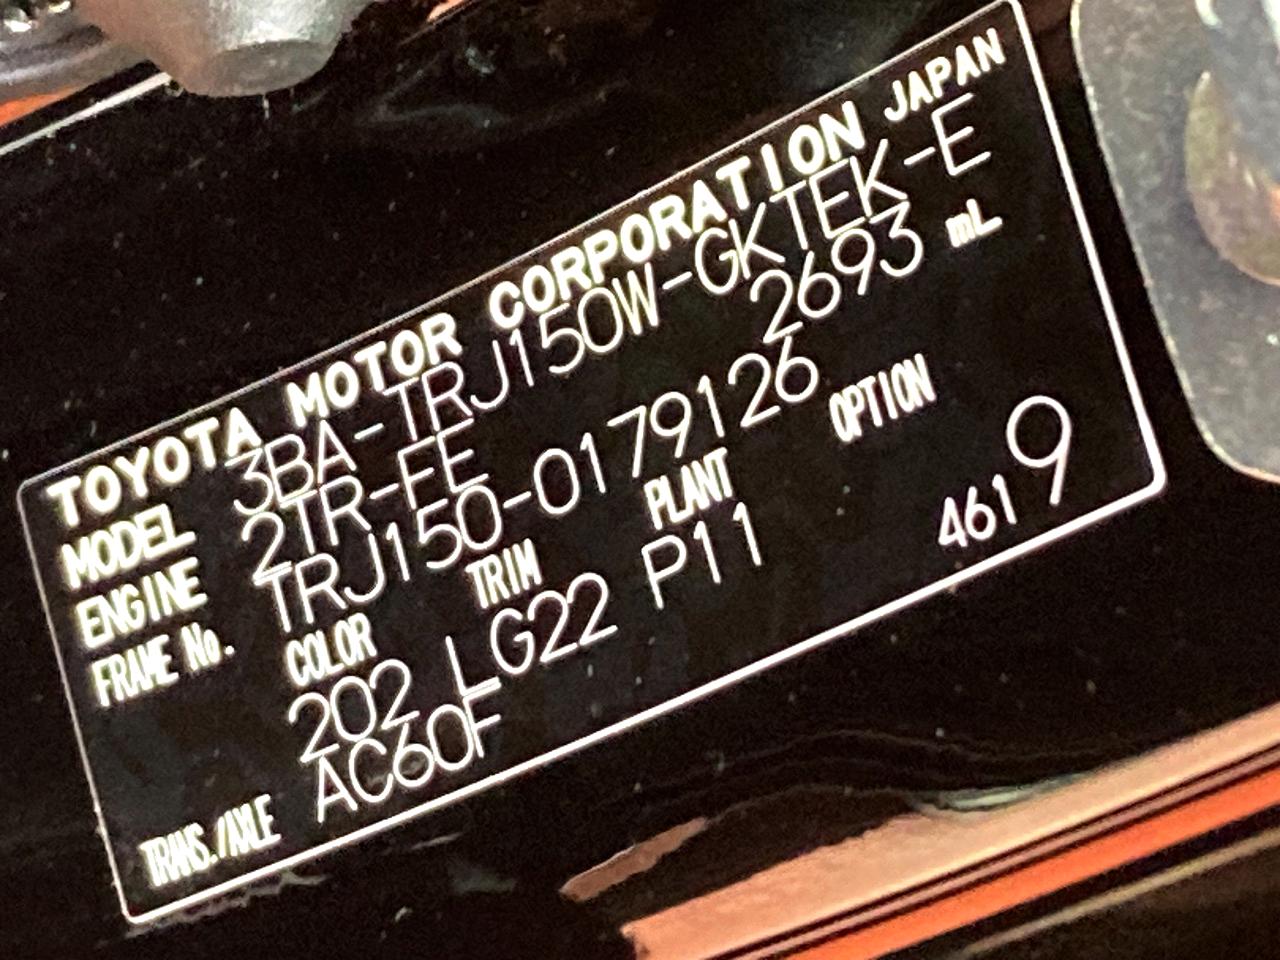 TOYOTA MOTOR CORPORATION JAPAN
MODEL 3BA-TRJ150W-GKTEK-E
ENGINE 2TR-FE 2693 mL
FRAME No. TRJ150-0179126
COLOR TRIM PLANT OPTION
202 LG22 P11 4619
TRANS./AXLE AC60F